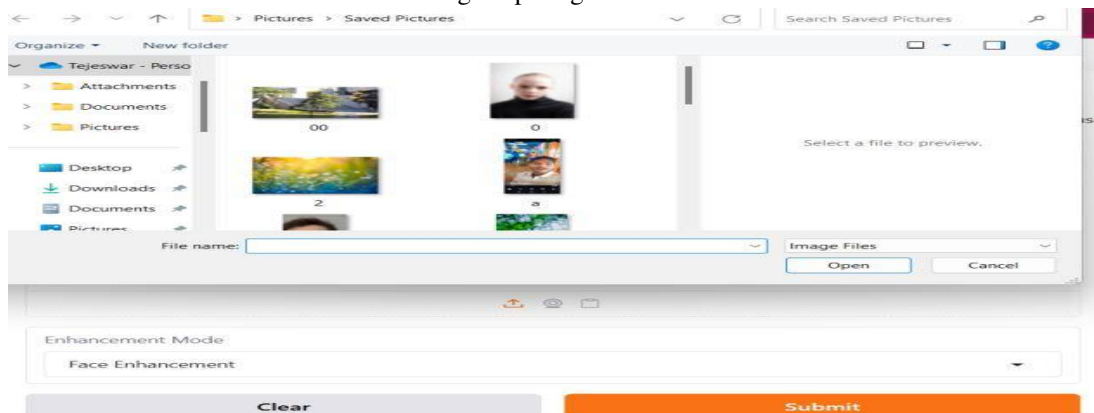 Pictures > Saved Pictures
Search Saved Pictures
Organize
New folder
Tejeswar - Perso
Attachments
Documents
Pictures
00
0
Select a file to preview.
Desktop
Downloads
Documents
Pictures
2
a
File name:
Image Files
Open
Cancel
Enhancement Mode
Face Enhancement
Clear
Submit